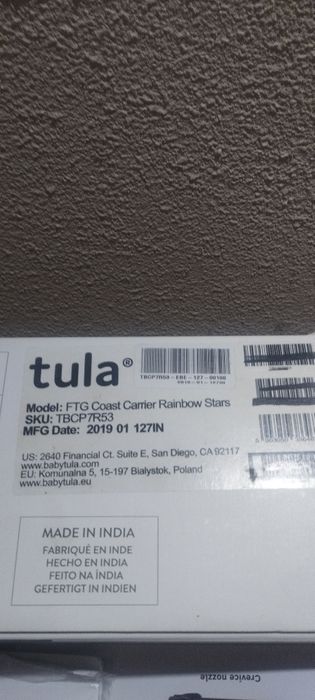 tula®
Model: FTG Coast Carrier Rainbow Stars
SKU: TBCP7R53
MFG Date: 2019 01 127IN
US: 2640 Financial Ct. Suite E, San Diego, CA 92117
www.babytula.com
EU: Komunalna 5, 15-197 Bialystok, Poland
www.babytula.eu
MADE IN INDIA
FABRIQUÉ EN INDE
HECHO EN INDIA
FEITO NA ÍNDIA
GEFERTIGT IN INDIEN
Crevice nozzle